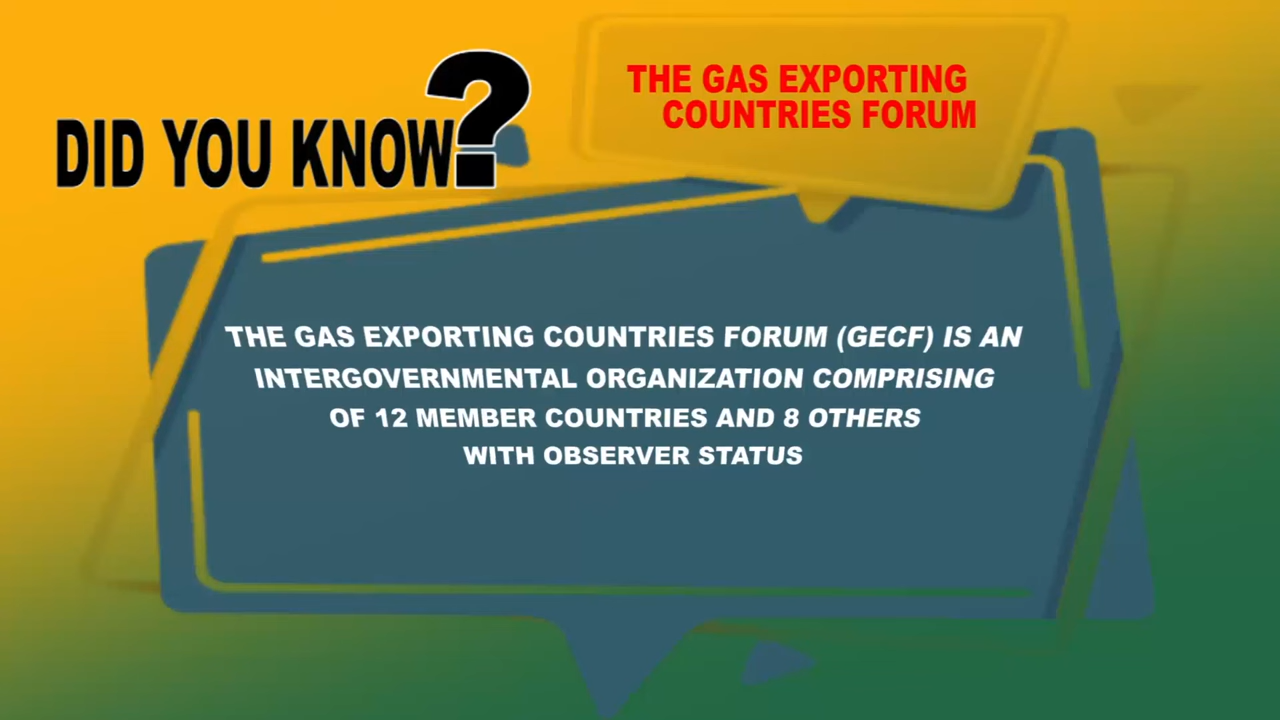 DID YOU KNOW?
THE GAS EXPORTING
COUNTRIES FORUM
THE GAS EXPORTING COUNTRIES FORUM (GECF) IS AN
INTERGOVERNMENTAL ORGANIZATION COMPRISING
OF 12 MEMBER COUNTRIES AND 8 OTHERS
WITH OBSERVER STATUS